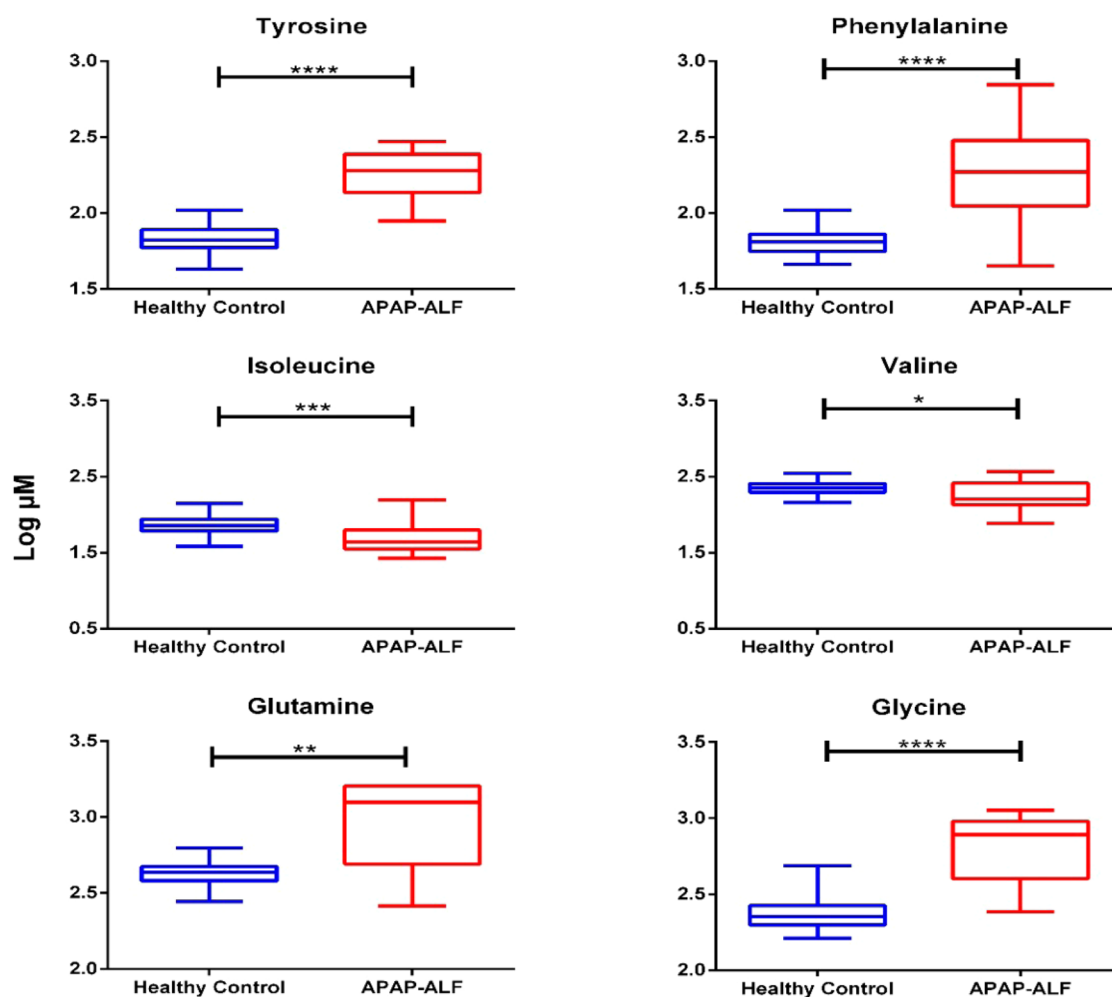 Tyrosine
3.0
2.5
2.0
1.5
****
Healthy Control
APAP-ALF
Phenylalanine
3.0
2.5
2.0
1.5
****
Healthy Control
APAP-ALF
Log µM
Isoleucine
3.5
2.5
1.5
0.5
***
Healthy Control
APAP-ALF
Valine
3.5
2.5
1.5
0.5
*
Healthy Control
APAP-ALF
Glutamine
3.5
3.0
2.5
2.0
**
Healthy Control
APAP-ALF
Glycine
3.5
3.0
2.5
2.0
****
Healthy Control
APAP-ALF